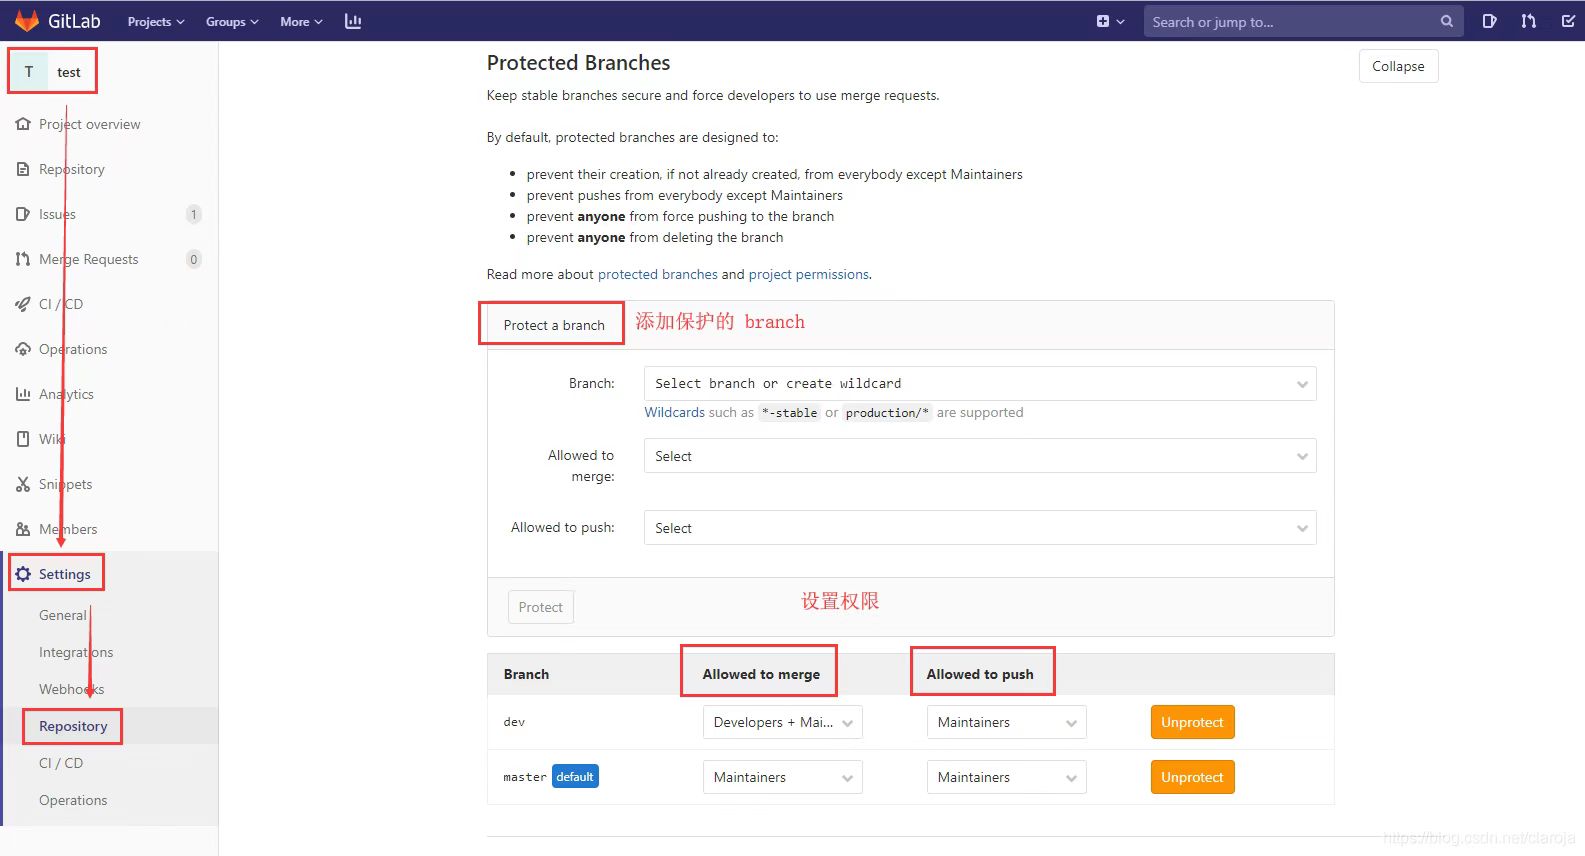 GitLab Projects Groups More Search or jump to...
T test
Project overview
Repository
Issues 1
Merge Requests 0
CI / CD
Operations
Analytics
Wiki
Snippets
Members
Settings
General
Integrations
Webhooks
Repository
CI / CD
Operations
Protected Branches
Collapse
Keep stable branches secure and force developers to use merge requests.
By default, protected branches are designed to:
prevent their creation, if not already created, from everybody except Maintainers
prevent pushes from everybody except Maintainers
prevent anyone from force pushing to the branch
prevent anyone from deleting the branch
Read more about protected branches and project permissions.
Protect a branch 添加保护的 branch
Branch: Select branch or create wildcard
Wildcards such as *-stable or production/* are supported
Allowed to
merge:
Select
Allowed to push: Select
Protect 设置权限
Branch Allowed to merge Allowed to push
dev Developers + Mai... Maintainers Unprotect
master default Maintainers Maintainers Unprotect
https://blog.csdn.net/claroja